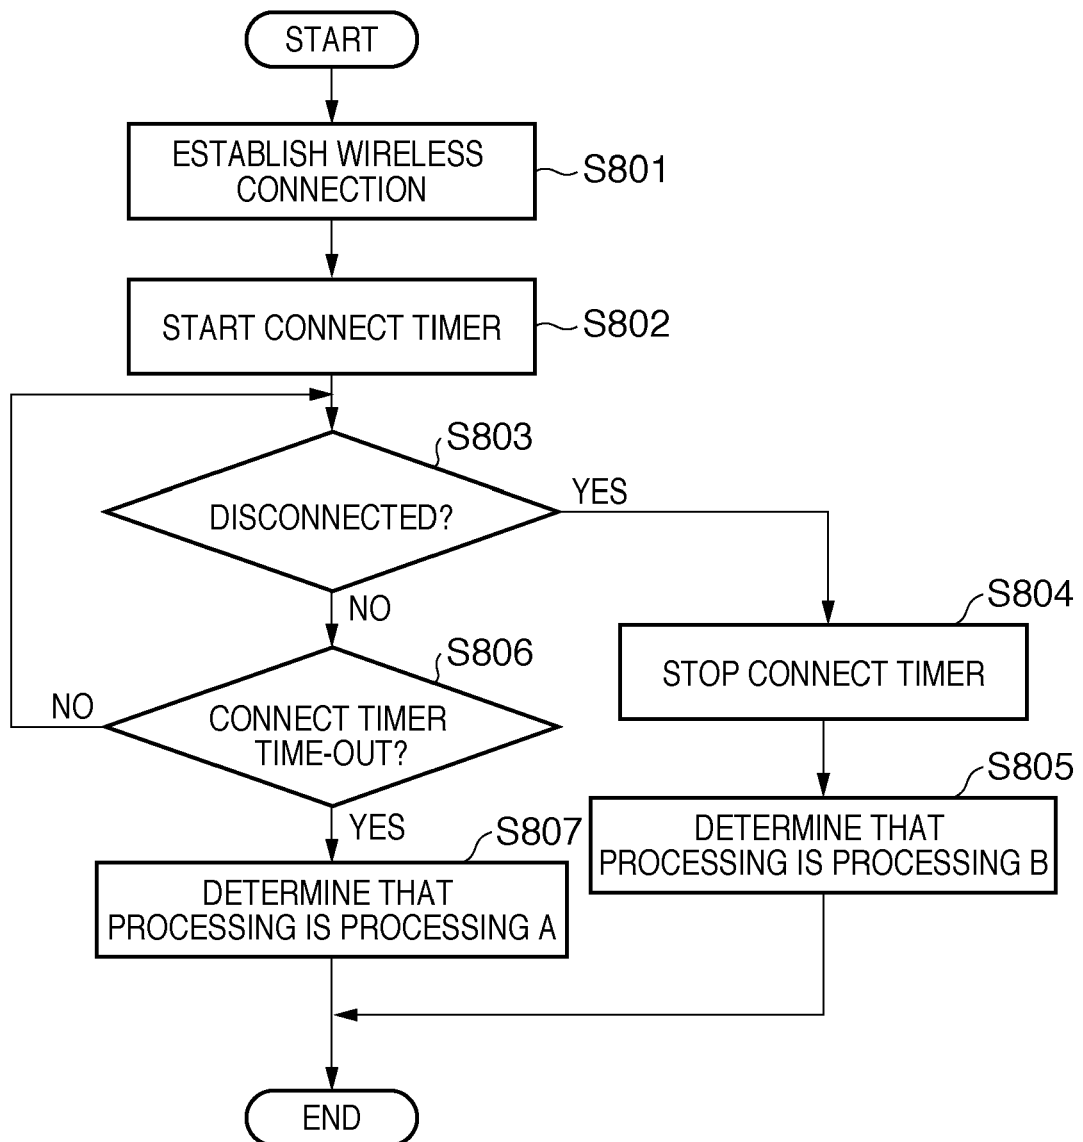 START
ESTABLISH WIRELESS
CONNECTION
S801
START CONNECT TIMER
S802
S803
DISCONNECTED?
YES
NO
S804
STOP CONNECT TIMER
S806
CONNECT TIMER
TIME-OUT?
NO
YES
S805
DETERMINE THAT
PROCESSING IS PROCESSING B
S807
DETERMINE THAT
PROCESSING IS PROCESSING A
END